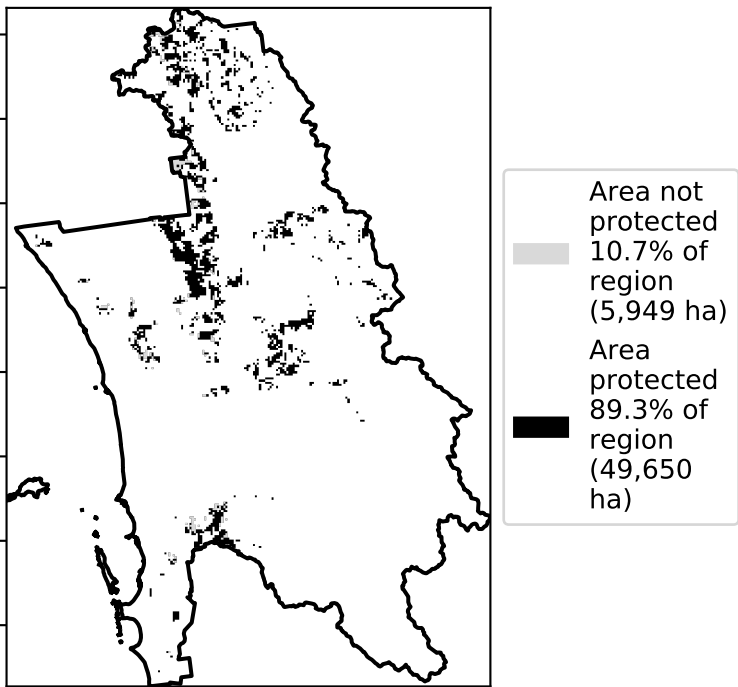 Area not
protected
10.7% of
region
(5,949 ha)
Area
protected
89.3% of
region
(49,650
ha)